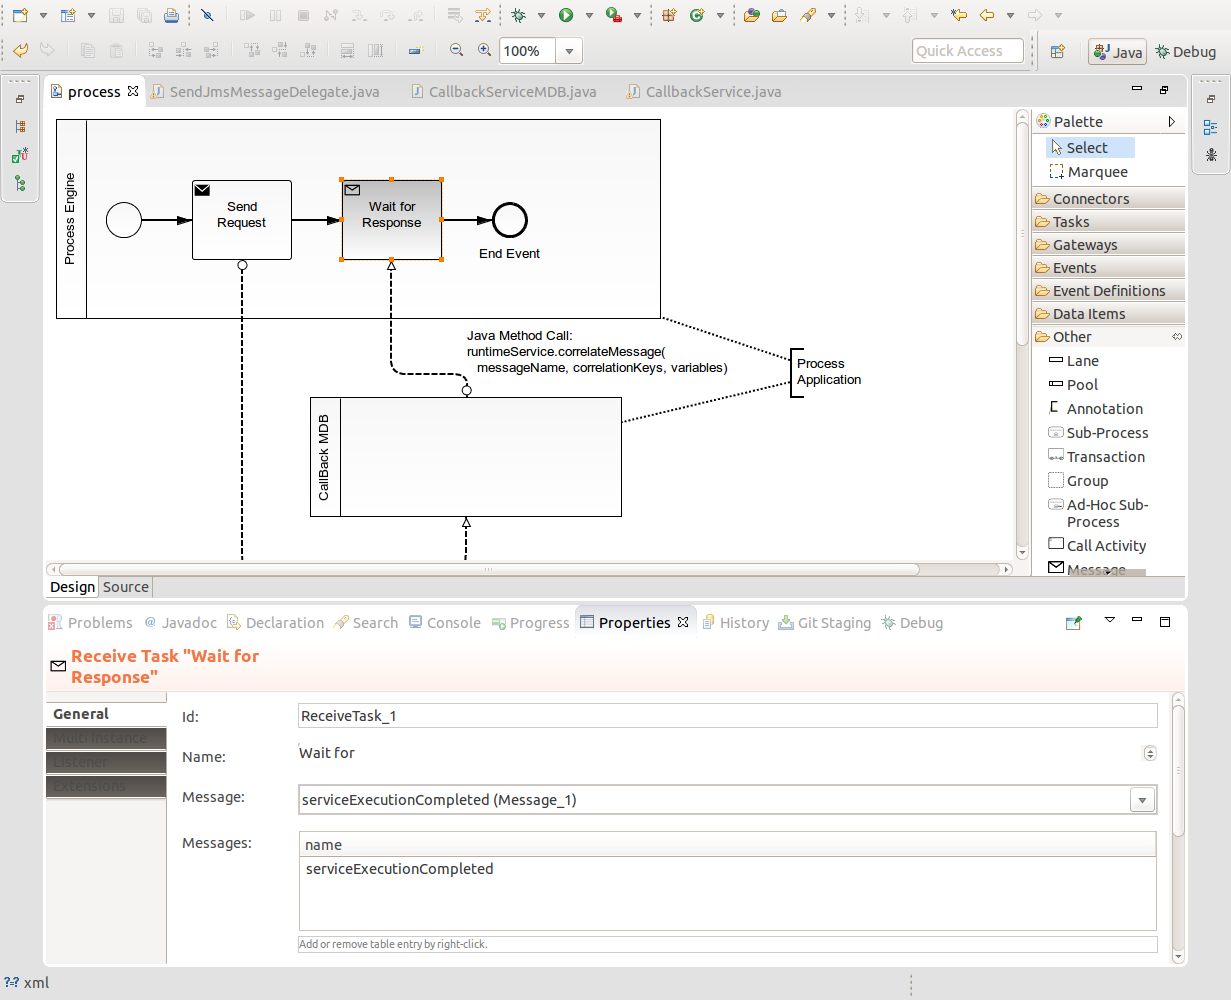 100%
Quick Access
Java
Debug
process
SendJmsMessageDelegate.java
CallbackServiceMDB.java
CallbackService.java
Process Engine
Send
Request
Wait for
Response
End Event
Java Method Call:
runtimeService.correlateMessage(
messageName, correlationKeys, variables)
Process
Application
CallBack MDB
Palette
Select
Marquee
Connectors
Tasks
Gateways
Events
Event Definitions
Data Items
Other
Lane
Pool
Annotation
Sub-Process
Transaction
Group
Ad-Hoc Sub-
Process
Call Activity
Message
Design
Source
Problems
@ Javadoc
Declaration
Search
Console
Progress
Properties
History
Git Staging
Debug
Receive Task "Wait for
Response"
General
Multi Instance
Listener
Extensions
Id:
ReceiveTask_1
Name:
Wait for
Message:
serviceExecutionCompleted (Message_1)
Messages:
name
serviceExecutionCompleted
Add or remove table entry by right-click.
xml